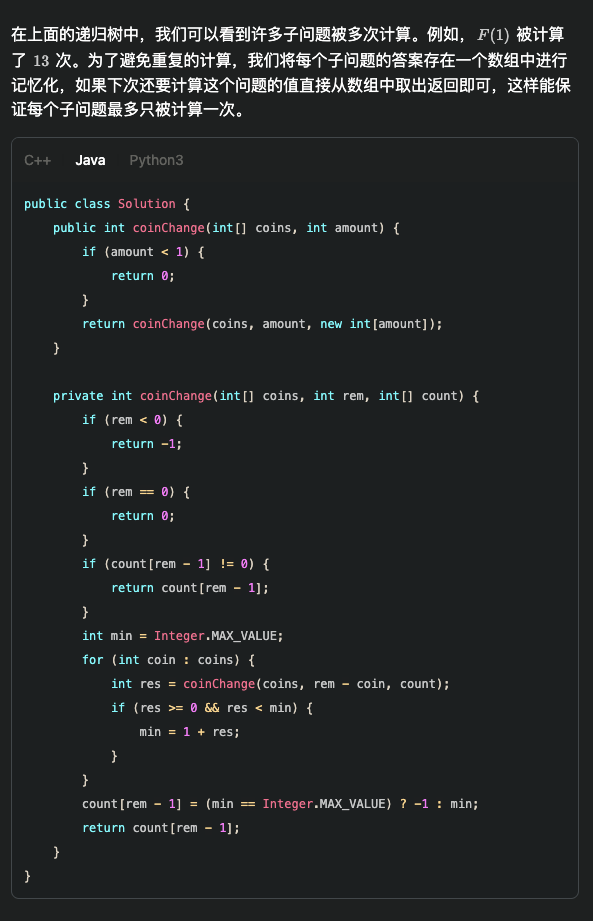 在上面的递归树中，我们可以看到许多子问题被多次计算。例如， F(1) 被计算
了 13 次。为了避免重复的计算，我们将每个子问题的答案存在一个数组中进行
记忆化，如果下次还要计算这个问题的值直接从数组中取出返回即可，这样能保
证每个子问题最多只被计算一次。
C++ Java Python3
public class Solution {
    public int coinChange(int[] coins, int amount) {
        if (amount < 1) {
            return 0;
        }
        return coinChange(coins, amount, new int[amount]);
    }

    private int coinChange(int[] coins, int rem, int[] count) {
        if (rem < 0) {
            return -1;
        }
        if (rem == 0) {
            return 0;
        }
        if (count[rem - 1] != 0) {
            return count[rem - 1];
        }
        int min = Integer.MAX_VALUE;
        for (int coin : coins) {
            int res = coinChange(coins, rem - coin, count);
            if (res >= 0 && res < min) {
                min = 1 + res;
            }
        }
        count[rem - 1] = (min == Integer.MAX_VALUE) ? -1 : min;
        return count[rem - 1];
    }
}